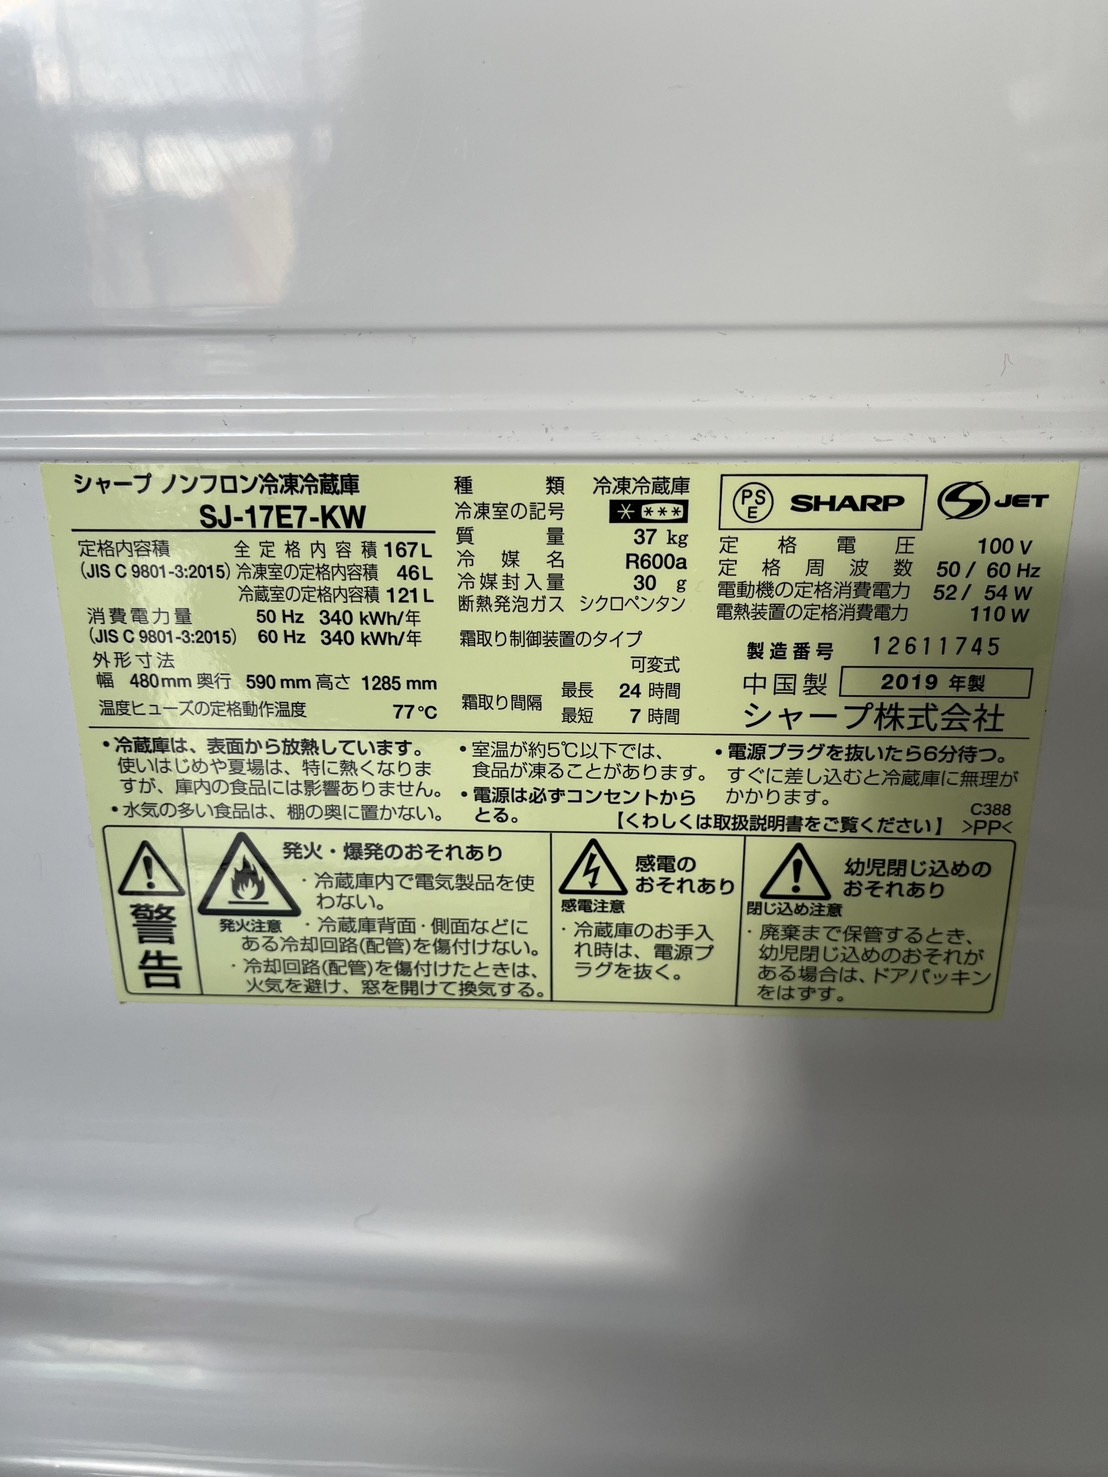 シャープ ノンフロン冷凍冷蔵庫
SJ-17E7-KW
定格内容積 全定格内容積 167L
(JIS C 9801-3:2015) 冷凍室の定格内容積 46L
冷蔵室の定格内容積 121L
消費電力量 50 Hz 340 kWh/年
(JIS C 9801-3:2015) 60 Hz 340 kWh/年
外形寸法
幅 480mm 奥行 590mm 高さ 1285mm
温度ヒューズの定格動作温度 77℃
種類 冷凍冷蔵庫
冷凍室の記号 * ***
質量 37 kg
冷媒名 R600a
冷媒封入量 30 g
断熱発泡ガス シクロペンタン
霜取り制御装置のタイプ
可変式
霜取り間隔 最長 24 時間
最短 7 時間
PSE SHARP S JET
定格電圧 100 V
定格周波数 50 / 60 Hz
電動機の定格消費電力 52 / 54 W
電熱装置の定格消費電力 110 W
製造番号 12611745
中国製 2019 年製
シャープ株式会社
・冷蔵庫は、表面から放熱しています。
使いはじめや夏場は、特に熱くなりま
すが、庫内の食品には影響ありません。
・水気の多い食品は、棚の奥に置かない。
・室温が約5℃以下では、
食品が凍ることがあります。
・電源は必ずコンセントから
とる。
・電源プラグを抜いたら6分待つ。
すぐに差し込むと冷蔵庫に無理が
かかります。
【くわしくは取扱説明書をご覧ください】
C388
>PP<
警告
発火・爆発のおそれあり
発火注意
・冷蔵庫内で電気製品を使
わない。
・冷蔵庫背面・側面などに
ある冷却回路(配管)を傷付けない。
・冷却回路(配管)を傷付けたときは、
火気を避け、窓を開けて換気する。
感電の
おそれあり
感電注意
・冷蔵庫のお手入
れ時は、電源プ
ラグを抜く。
幼児閉じ込めの
おそれあり
閉じ込め注意
・廃棄まで保管するとき、
幼児閉じ込めのおそれが
ある場合は、ドアパッキン
をはずす。